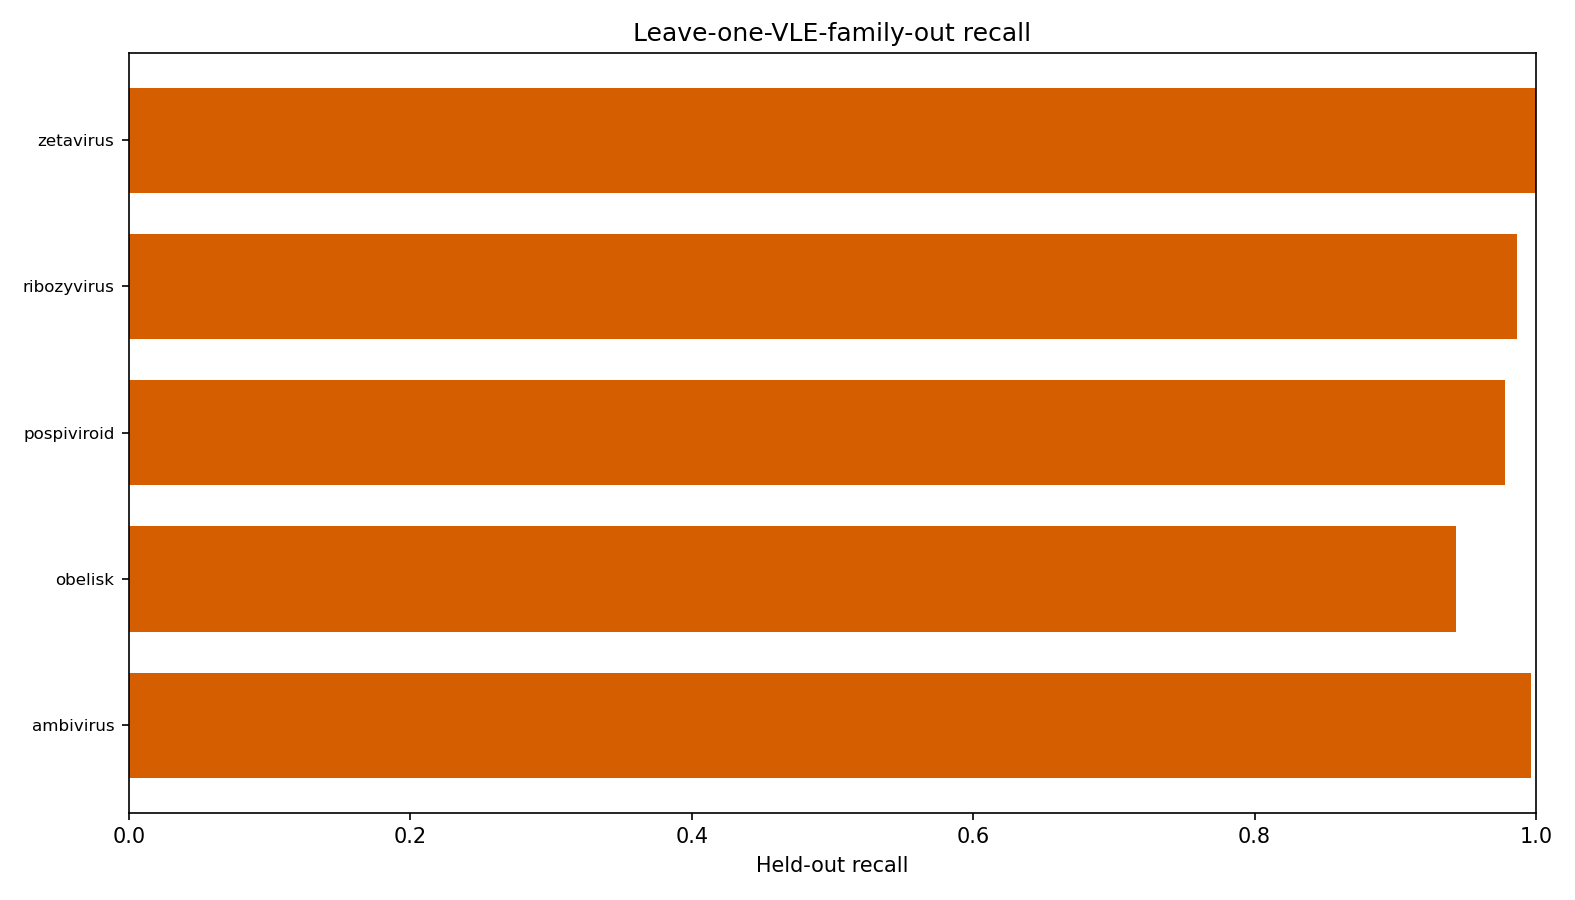 Leave-one-VLE-family-out recall
zetavirus
ribozyvirus
pospiviroid
obelisk
ambivirus
0.0 0.2 0.4 0.6 0.8 1.0
Held-out recall